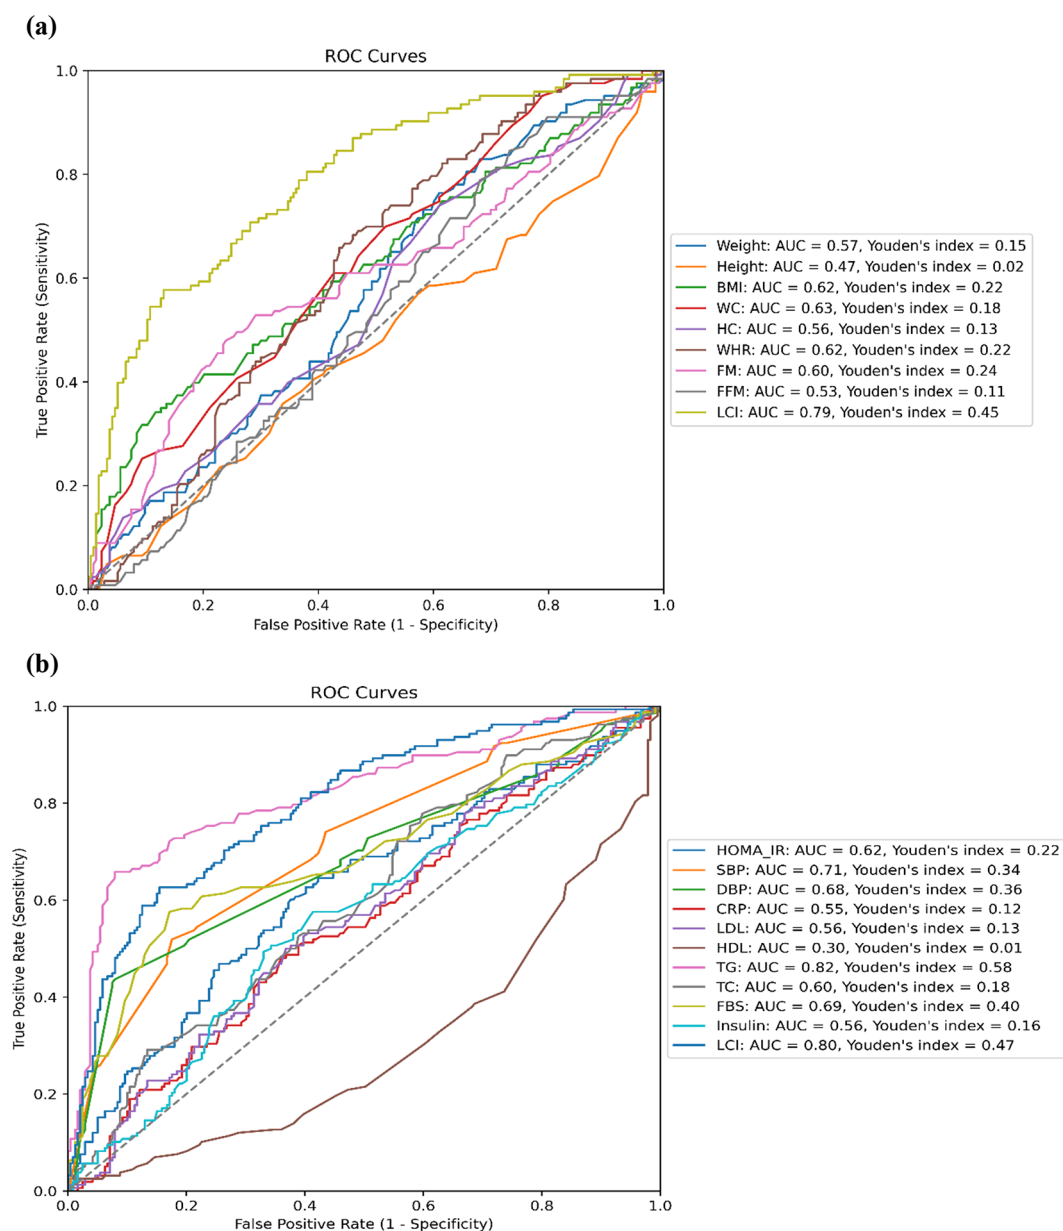 (a)
ROC Curves
1.0
0.8
0.6
0.4
0.2
0.0
True Positive Rate (Sensitivity)
0.0 0.2 0.4 0.6 0.8 1.0
False Positive Rate (1 - Specificity)
Weight: AUC = 0.57, Youden's index = 0.15
Height: AUC = 0.47, Youden's index = 0.02
BMI: AUC = 0.62, Youden's index = 0.22
WC: AUC = 0.63, Youden's index = 0.18
HC: AUC = 0.56, Youden's index = 0.13
WHR: AUC = 0.62, Youden's index = 0.22
FM: AUC = 0.60, Youden's index = 0.24
FFM: AUC = 0.53, Youden's index = 0.11
LCI: AUC = 0.79, Youden's index = 0.45
(b)
ROC Curves
1.0
0.8
0.6
0.4
0.2
0.0
True Positive Rate (Sensitivity)
0.0 0.2 0.4 0.6 0.8 1.0
False Positive Rate (1 - Specificity)
HOMA_IR: AUC = 0.62, Youden's index = 0.22
SBP: AUC = 0.71, Youden's index = 0.34
DBP: AUC = 0.68, Youden's index = 0.36
CRP: AUC = 0.55, Youden's index = 0.12
LDL: AUC = 0.56, Youden's index = 0.13
HDL: AUC = 0.30, Youden's index = 0.01
TG: AUC = 0.82, Youden's index = 0.58
TC: AUC = 0.60, Youden's index = 0.18
FBS: AUC = 0.69, Youden's index = 0.40
Insulin: AUC = 0.56, Youden's index = 0.16
LCI: AUC = 0.80, Youden's index = 0.47